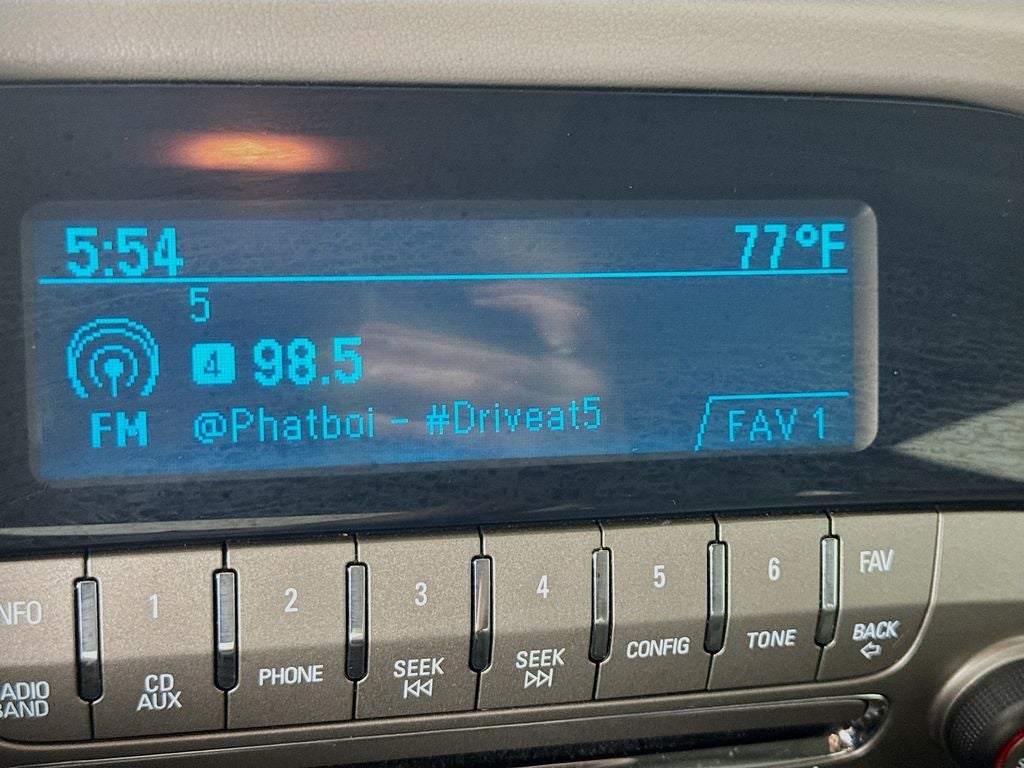 5:54 77°F
5
4 98.5
FM @Phatboi - #Driveat5 FAV 1
1 2 3 4 5 6 FAV
NFO
CD AUX PHONE SEEK SEEK CONFIG TONE BACK
ADIO
BAND